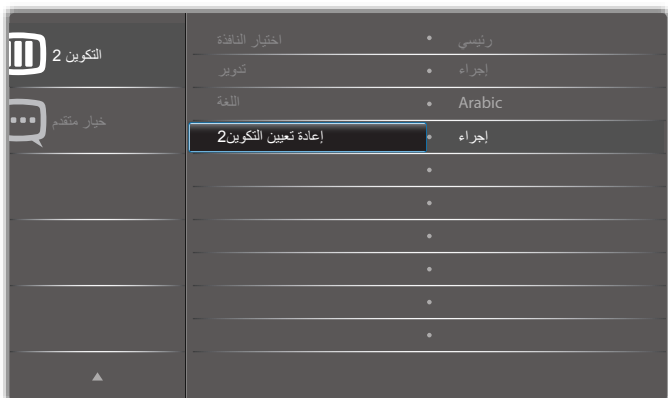 التكوين 2
خيار متقدم
اختيار النافذة • رئيسي
تدوير • إجراء
اللغة • Arabic
إعادة تعيين التكوين2 • إجراء